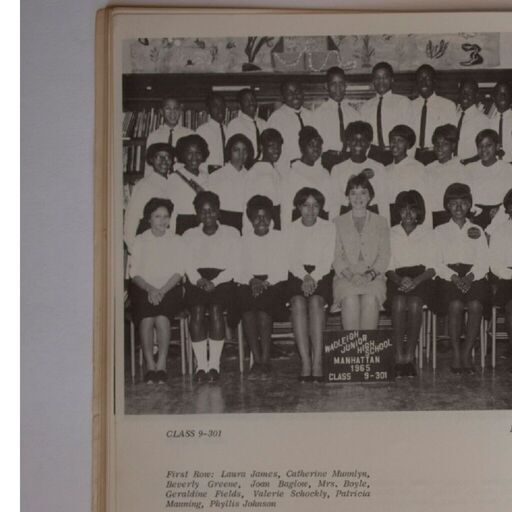 WADLEIGH
JUNIOR HIGH
SCHOOL
MANHATTAN
1965
CLASS 9-301
CLASS 9-301
First Row: Laura James, Catherine Mumlyn,
Beverly Greene, Joan Baglow, Mrs. Boyle,
Geraldine Fields, Valerie Schockly, Patricia
Manning, Phyllis Johnson